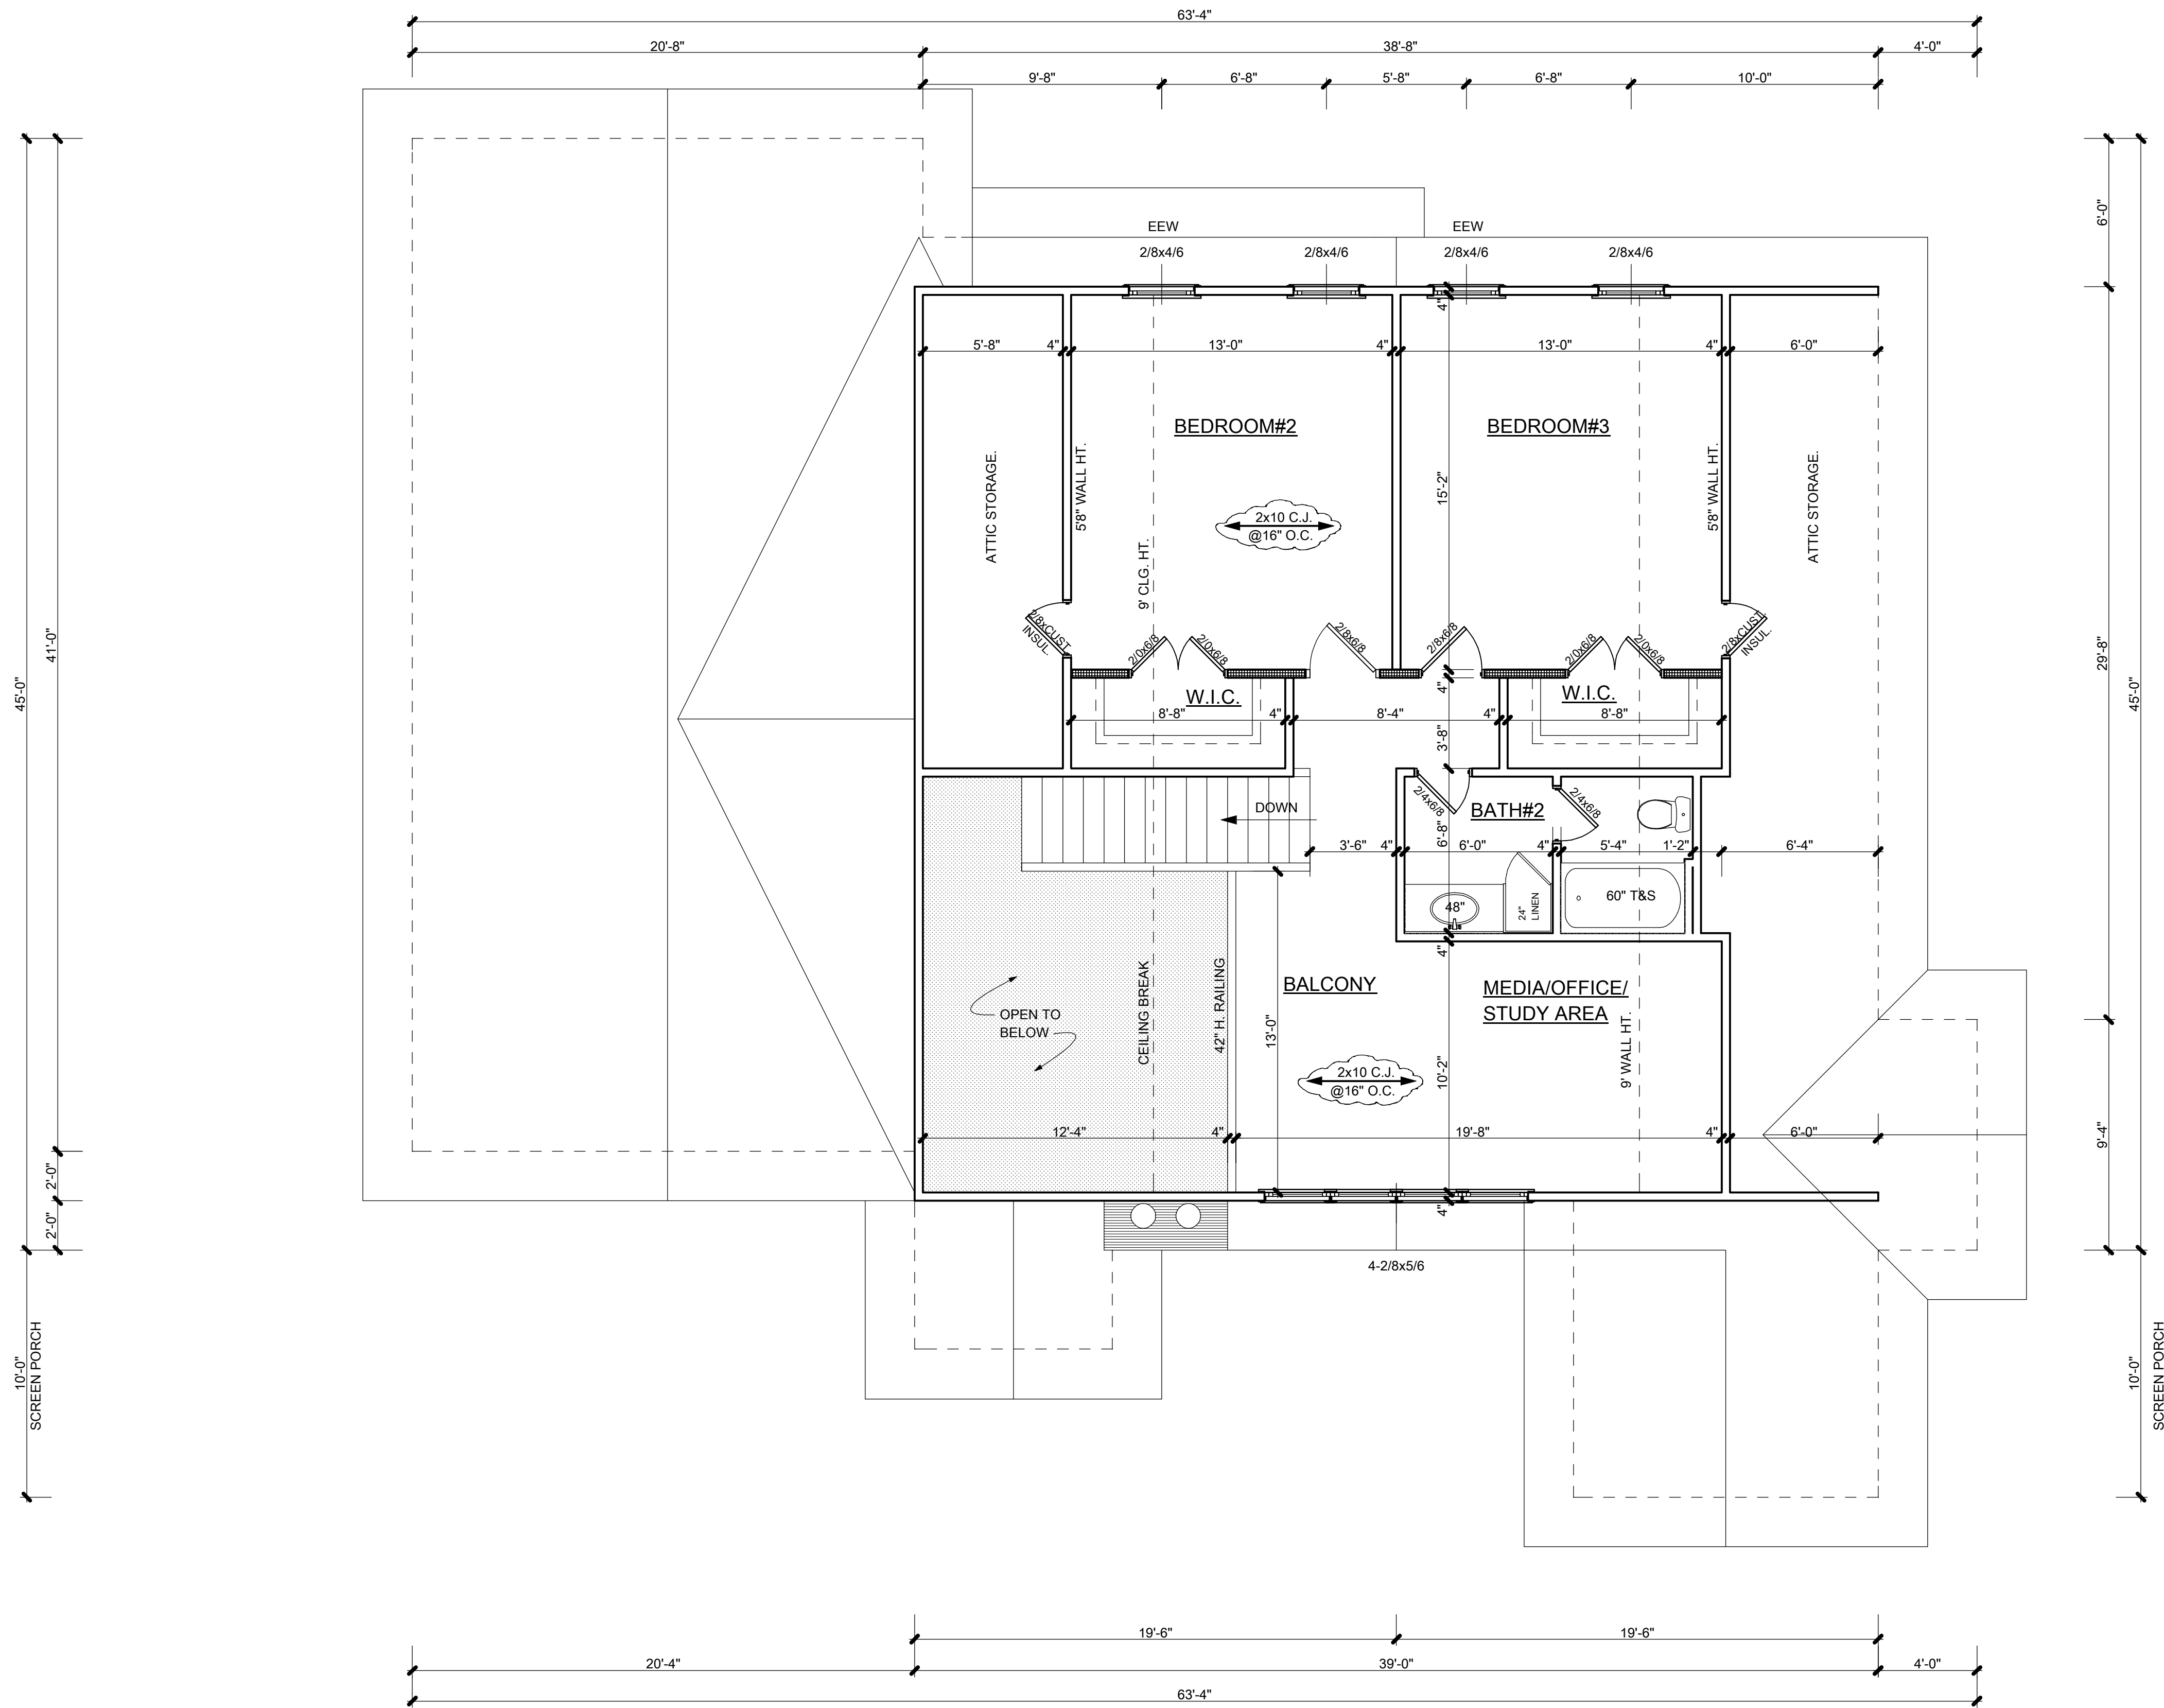 63'-4"
20'-8"
38'-8"
4'-0"
9'-8"
6'-8"
5'-8"
6'-8"
10'-0"
EEW
EEW
2/8x4/6
2/8x4/6
2/8x4/6
2/8x4/6
4"
5'-8"
4"
13'-0"
4"
13'-0"
4"
6'-0"
BEDROOM#2
BEDROOM#3
ATTIC STORAGE.
5'8" WALL HT.
15'-2"
5'8" WALL HT.
ATTIC STORAGE.
2x10 C.J.
@16" O.C.
9' CLG. HT.
2/8xCUST.
INSUL.
2/0x6/8
2/0x6/8
2/8x6/8
2/8x6/8
2/0x6/8
2/0x6/8
2/8xCUST.
INSUL.
W.I.C.
4"
W.I.C.
8'-8"
4"
8'-4"
4"
8'-8"
3'-8"
DOWN
2/4x6/8
BATH#2
2/4x6/8
6'-8"
3'-6"
4"
6'-0"
4"
5'-4"
1'-2"
6'-4"
48"
24"
LINEN
60" T&S
4"
BALCONY
MEDIA/OFFICE/
STUDY AREA
OPEN TO
BELOW
CEILING BREAK
42" H. RAILING
13'-0"
10'-2"
9' WALL HT.
2x10 C.J.
@16" O.C.
12'-4"
4"
19'-8"
4"
6'-0"
4"
4-2/8x5/6
45'-0"
41'-0"
2'-0"
2'-0"
10'-0"
SCREEN PORCH
6'-0"
29'-8"
45'-0"
9'-4"
10'-0"
SCREEN PORCH
19'-6"
19'-6"
20'-4"
39'-0"
4'-0"
63'-4"